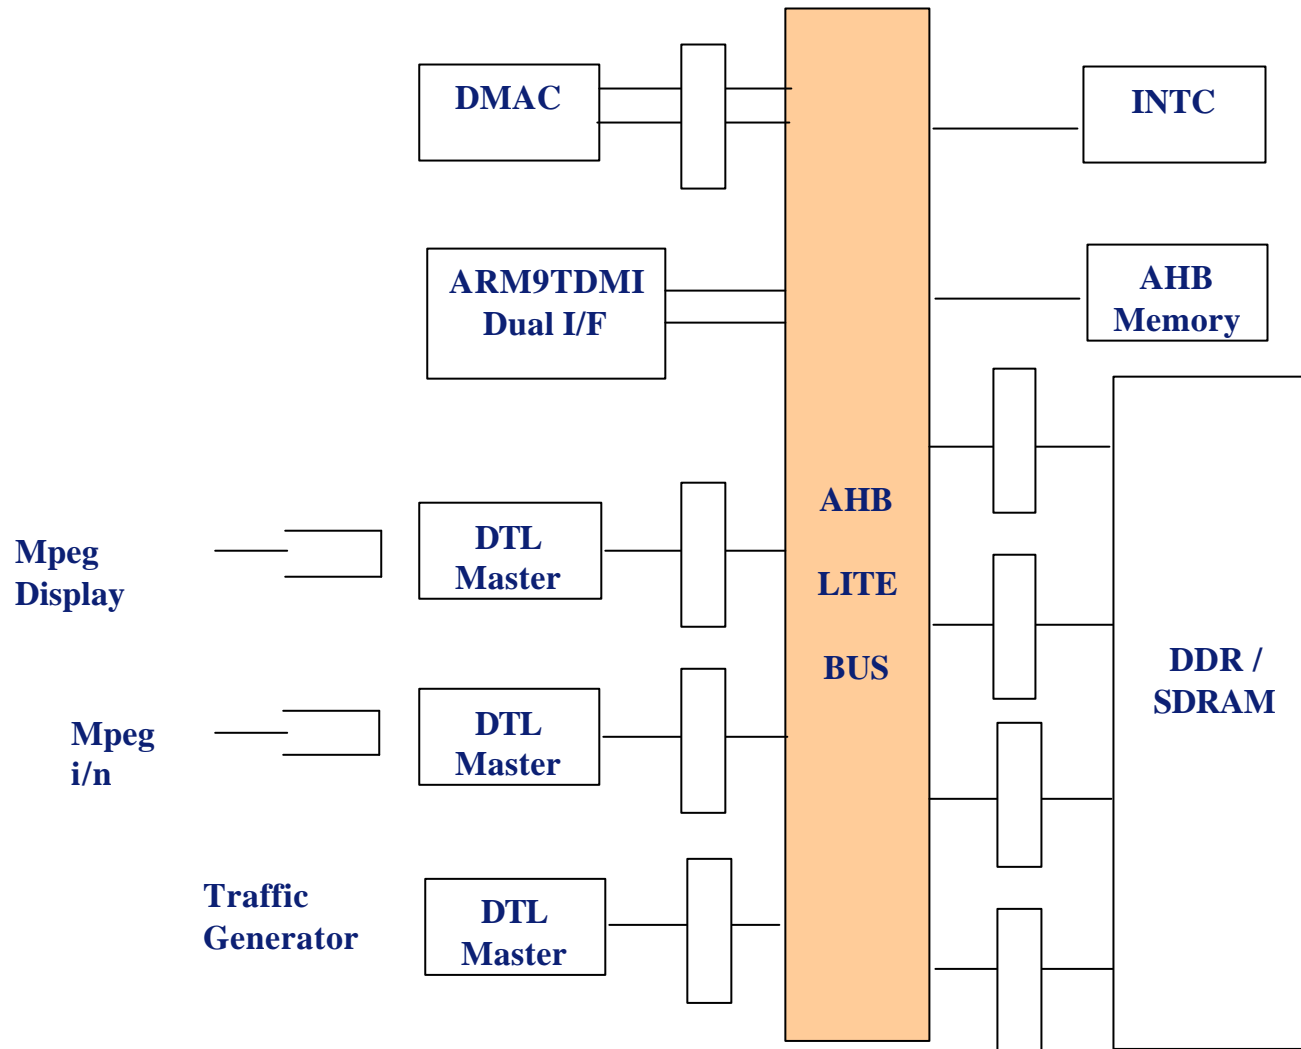 DMAC
INTC
ARM9TDMI
Dual I/F
AHB
Memory
Mpeg
Display
DTL
Master
AHB
LITE
BUS
DDR /
SDRAM
Mpeg
i/n
DTL
Master
Traffic
Generator
DTL
Master